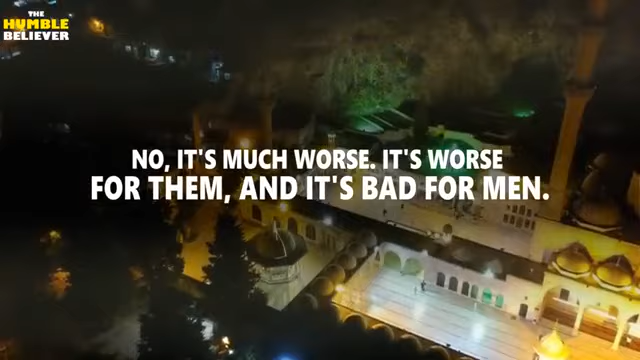 THE
HUMBLE
BELIEVER
NO, IT'S MUCH WORSE. IT'S WORSE
FOR THEM, AND IT'S BAD FOR MEN.